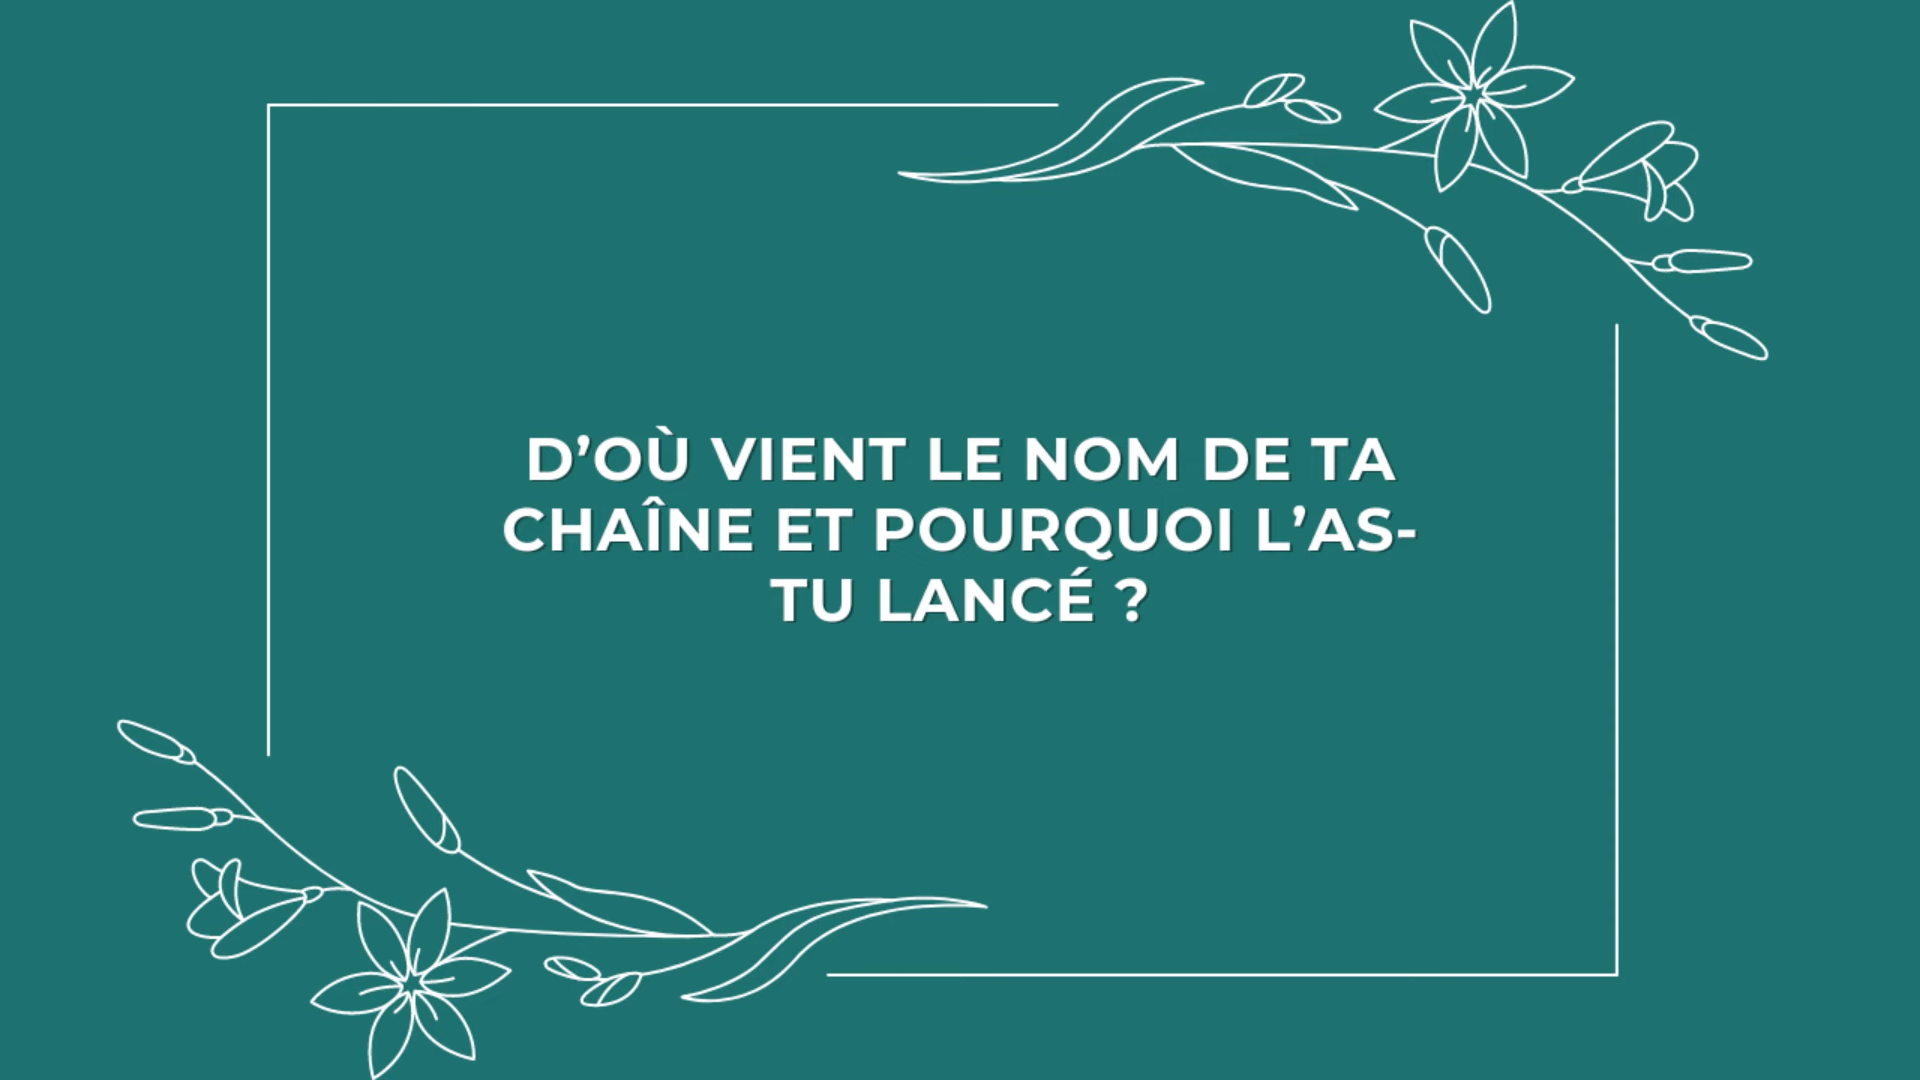 D’OÙ VIENT LE NOM DE TA
CHAÎNE ET POURQUOI L’AS-
TU LANCÉ ?